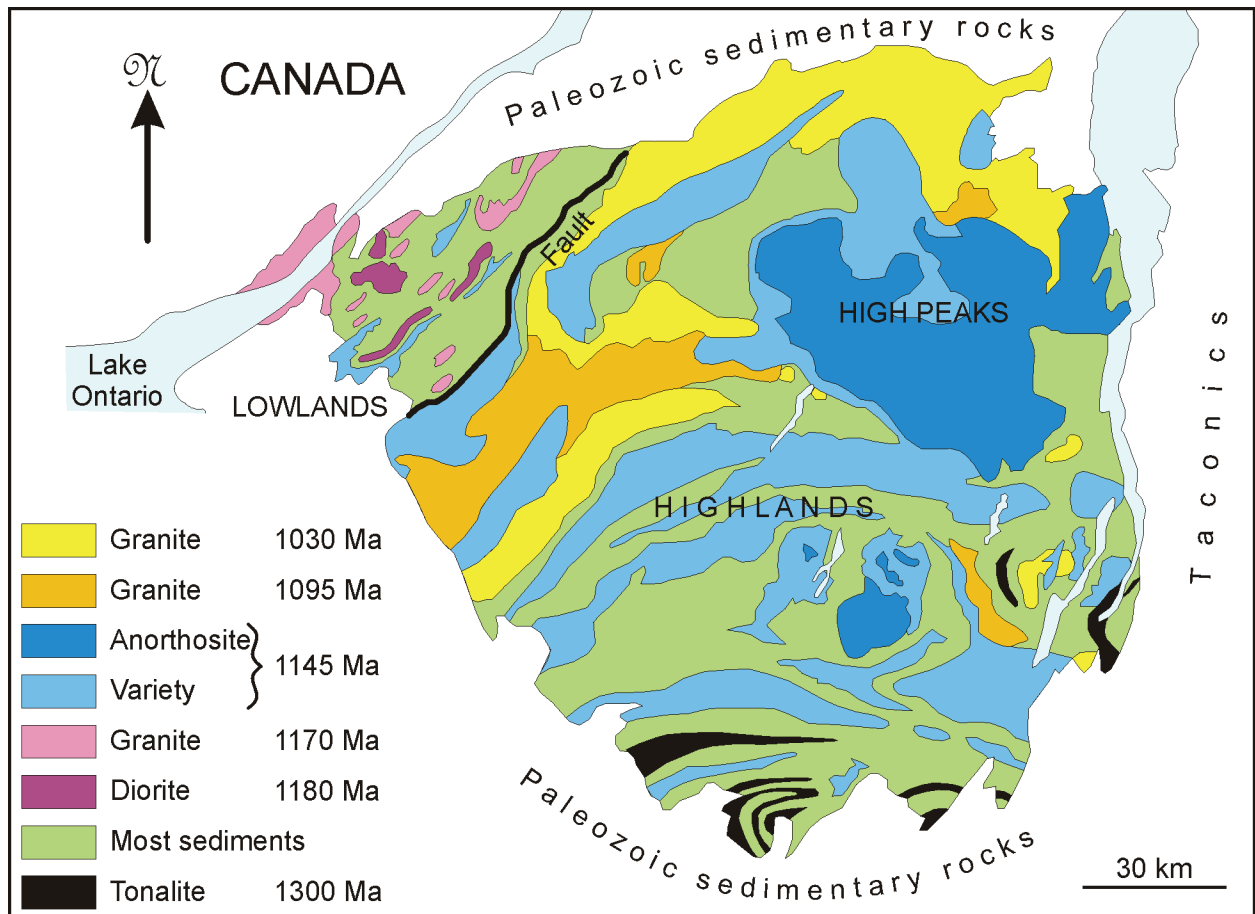 Paleozoic sedimentary rocks
N
CANADA
Fault
HIGH PEAKS
Lake
Ontario
LOWLANDS
Taconics
HIGHLANDS
Granite 1030 Ma
Granite 1095 Ma
Anorthosite
1145 Ma
Variety
Granite 1170 Ma
Diorite 1180 Ma
Most sediments
Tonalite 1300 Ma
Paleozoic sedimentary rocks
30 km